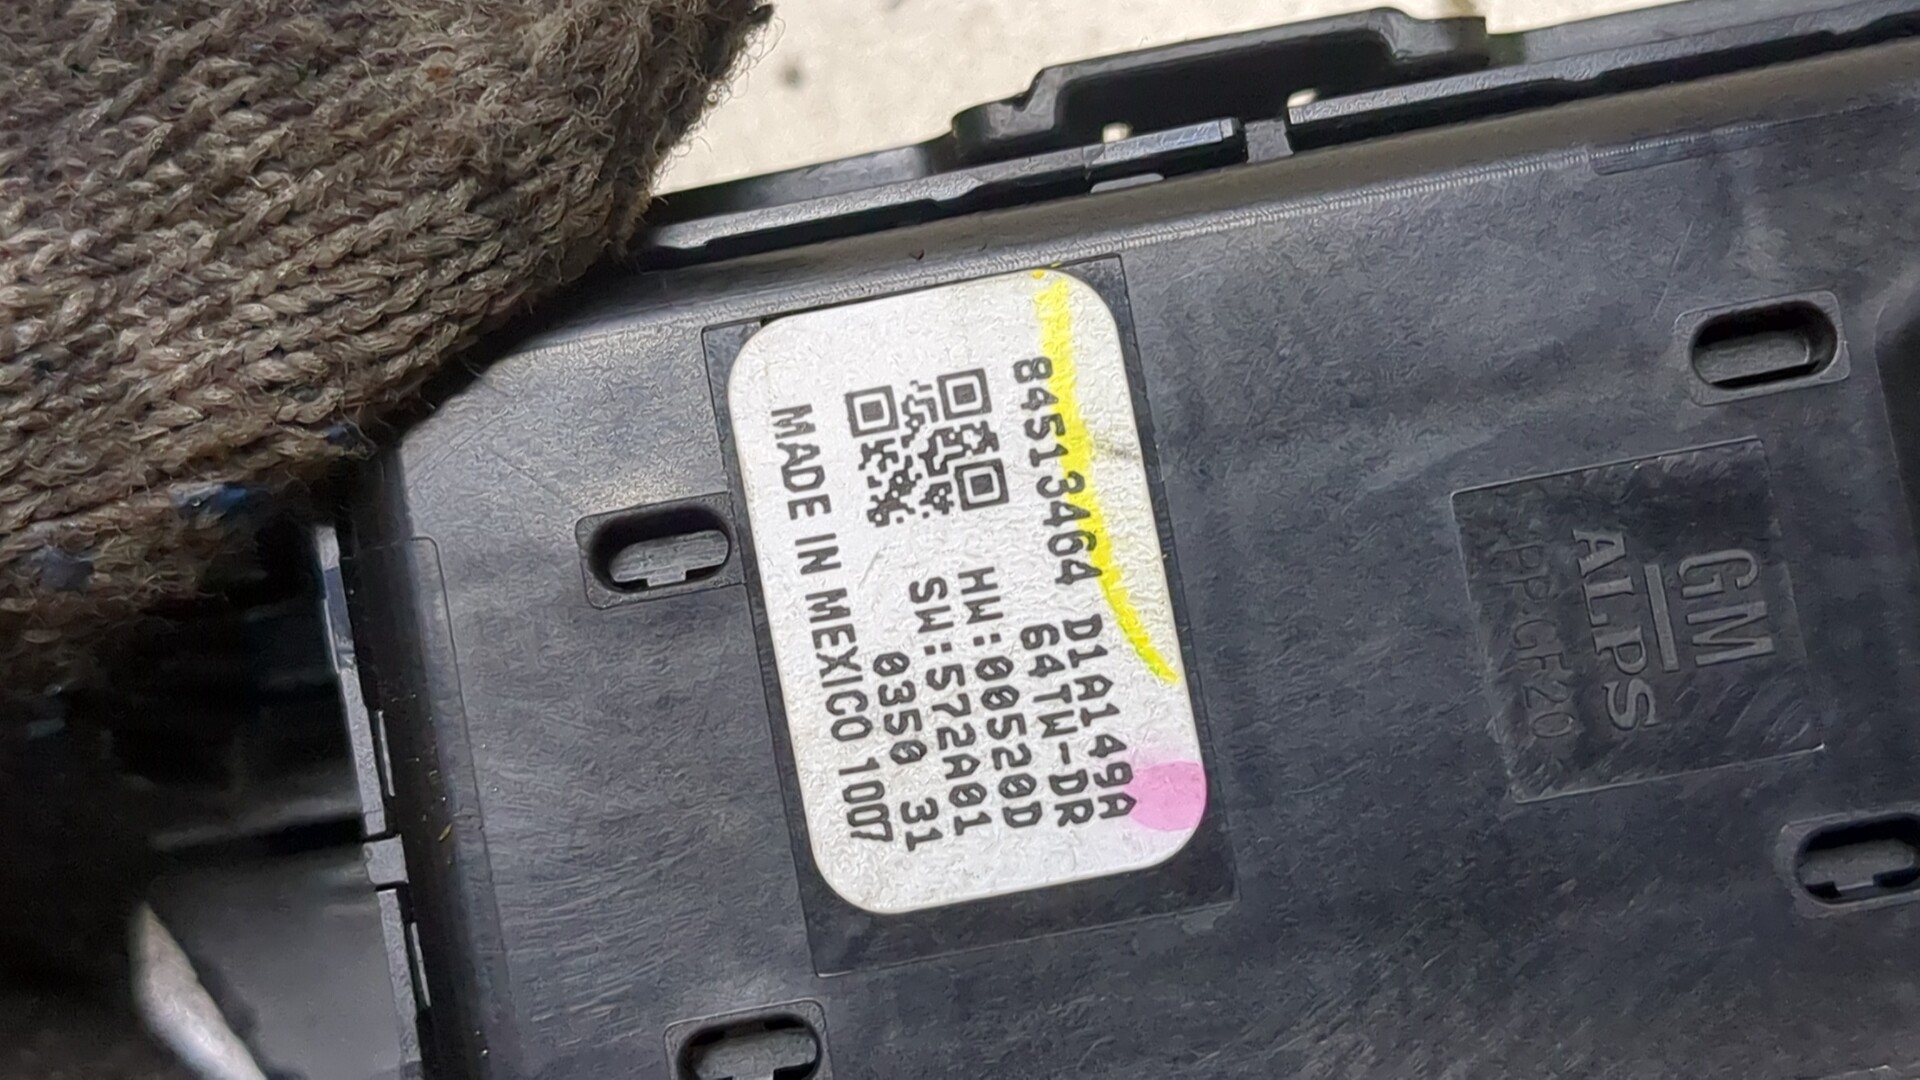 84513464 D1A149A
64TW-DR
HW:00520D
SW:572A01
0350 31
MADE IN MEXICO 1007
GM
ALPS
PP-GF20